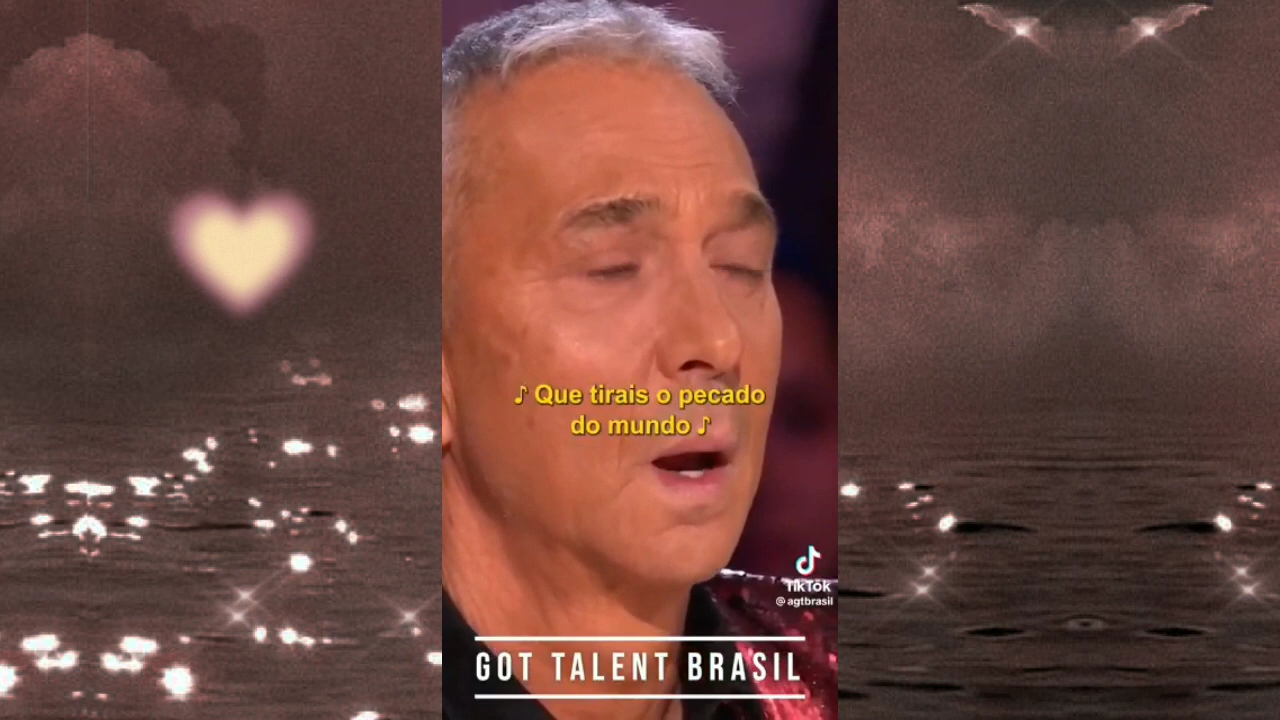 ♪ Que tirais o pecado
do mundo ♪
TikTok
@agtbrasil
GOT TALENT BRASIL